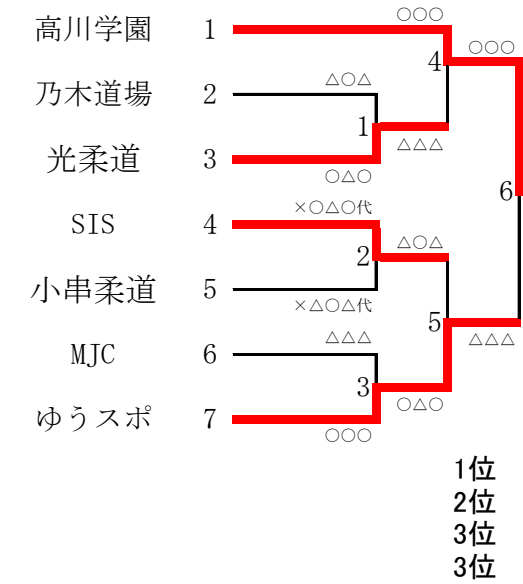 ○○○
高川学園 1
○○○
4
△○△
乃木道場 2
1
△△△
光柔道 3
○△○
6
×○△○代
SIS 4
△○△
2
小串柔道 5
×△○△代
5
△△△
△△△
MJC 6
3
○△○
ゆうスポ 7
○○○
1位
2位
3位
3位